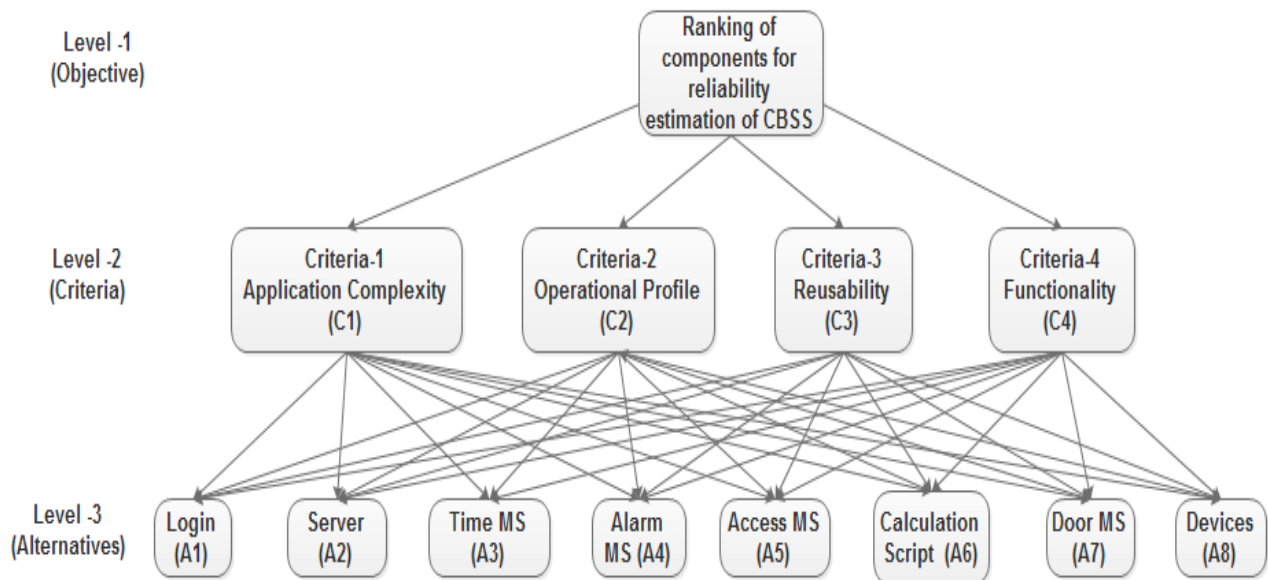 Level -1
(Objective)
Ranking of
components for
reliability
estimation of CBSS
Level -2
(Criteria)
Criteria-1
Application Complexity
(C1)
Criteria-2
Operational Profile
(C2)
Criteria-3
Reusability
(C3)
Criteria-4
Functionality
(C4)
Level -3
(Alternatives)
Login
(A1)
Server
(A2)
Time MS
(A3)
Alarm
MS (A4)
Access MS
(A5)
Calculation
Script (A6)
Door MS
(A7)
Devices
(A8)